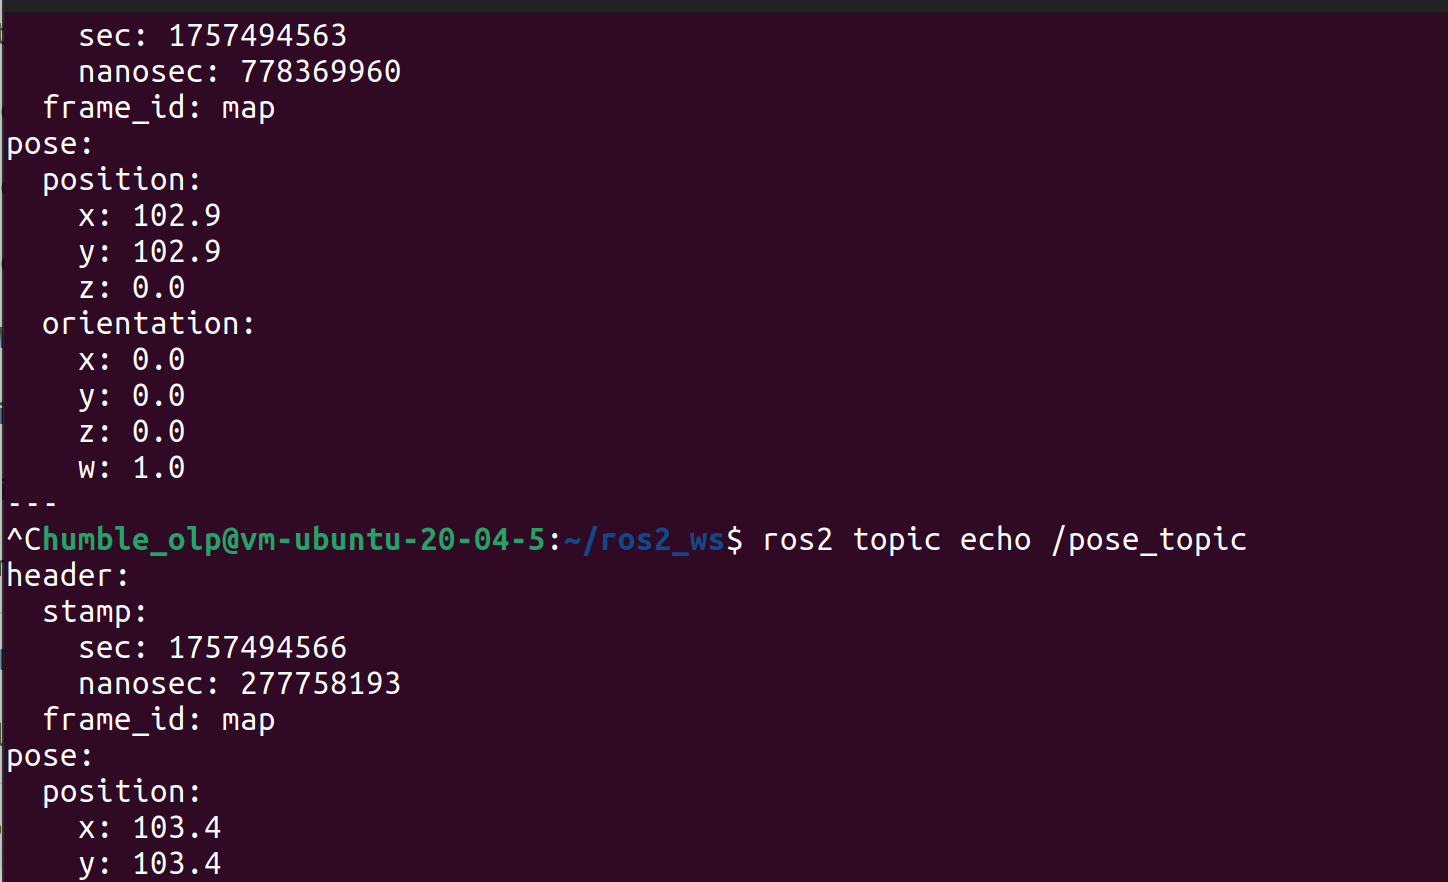 sec: 1757494563
    nanosec: 778369960
  frame_id: map
pose:
  position:
    x: 102.9
    y: 102.9
    z: 0.0
  orientation:
    x: 0.0
    y: 0.0
    z: 0.0
    w: 1.0
---
^Chumble_olp@vm-ubuntu-20-04-5:~/ros2_ws$ ros2 topic echo /pose_topic
header:
  stamp:
    sec: 1757494566
    nanosec: 277758193
  frame_id: map
pose:
  position:
    x: 103.4
    y: 103.4